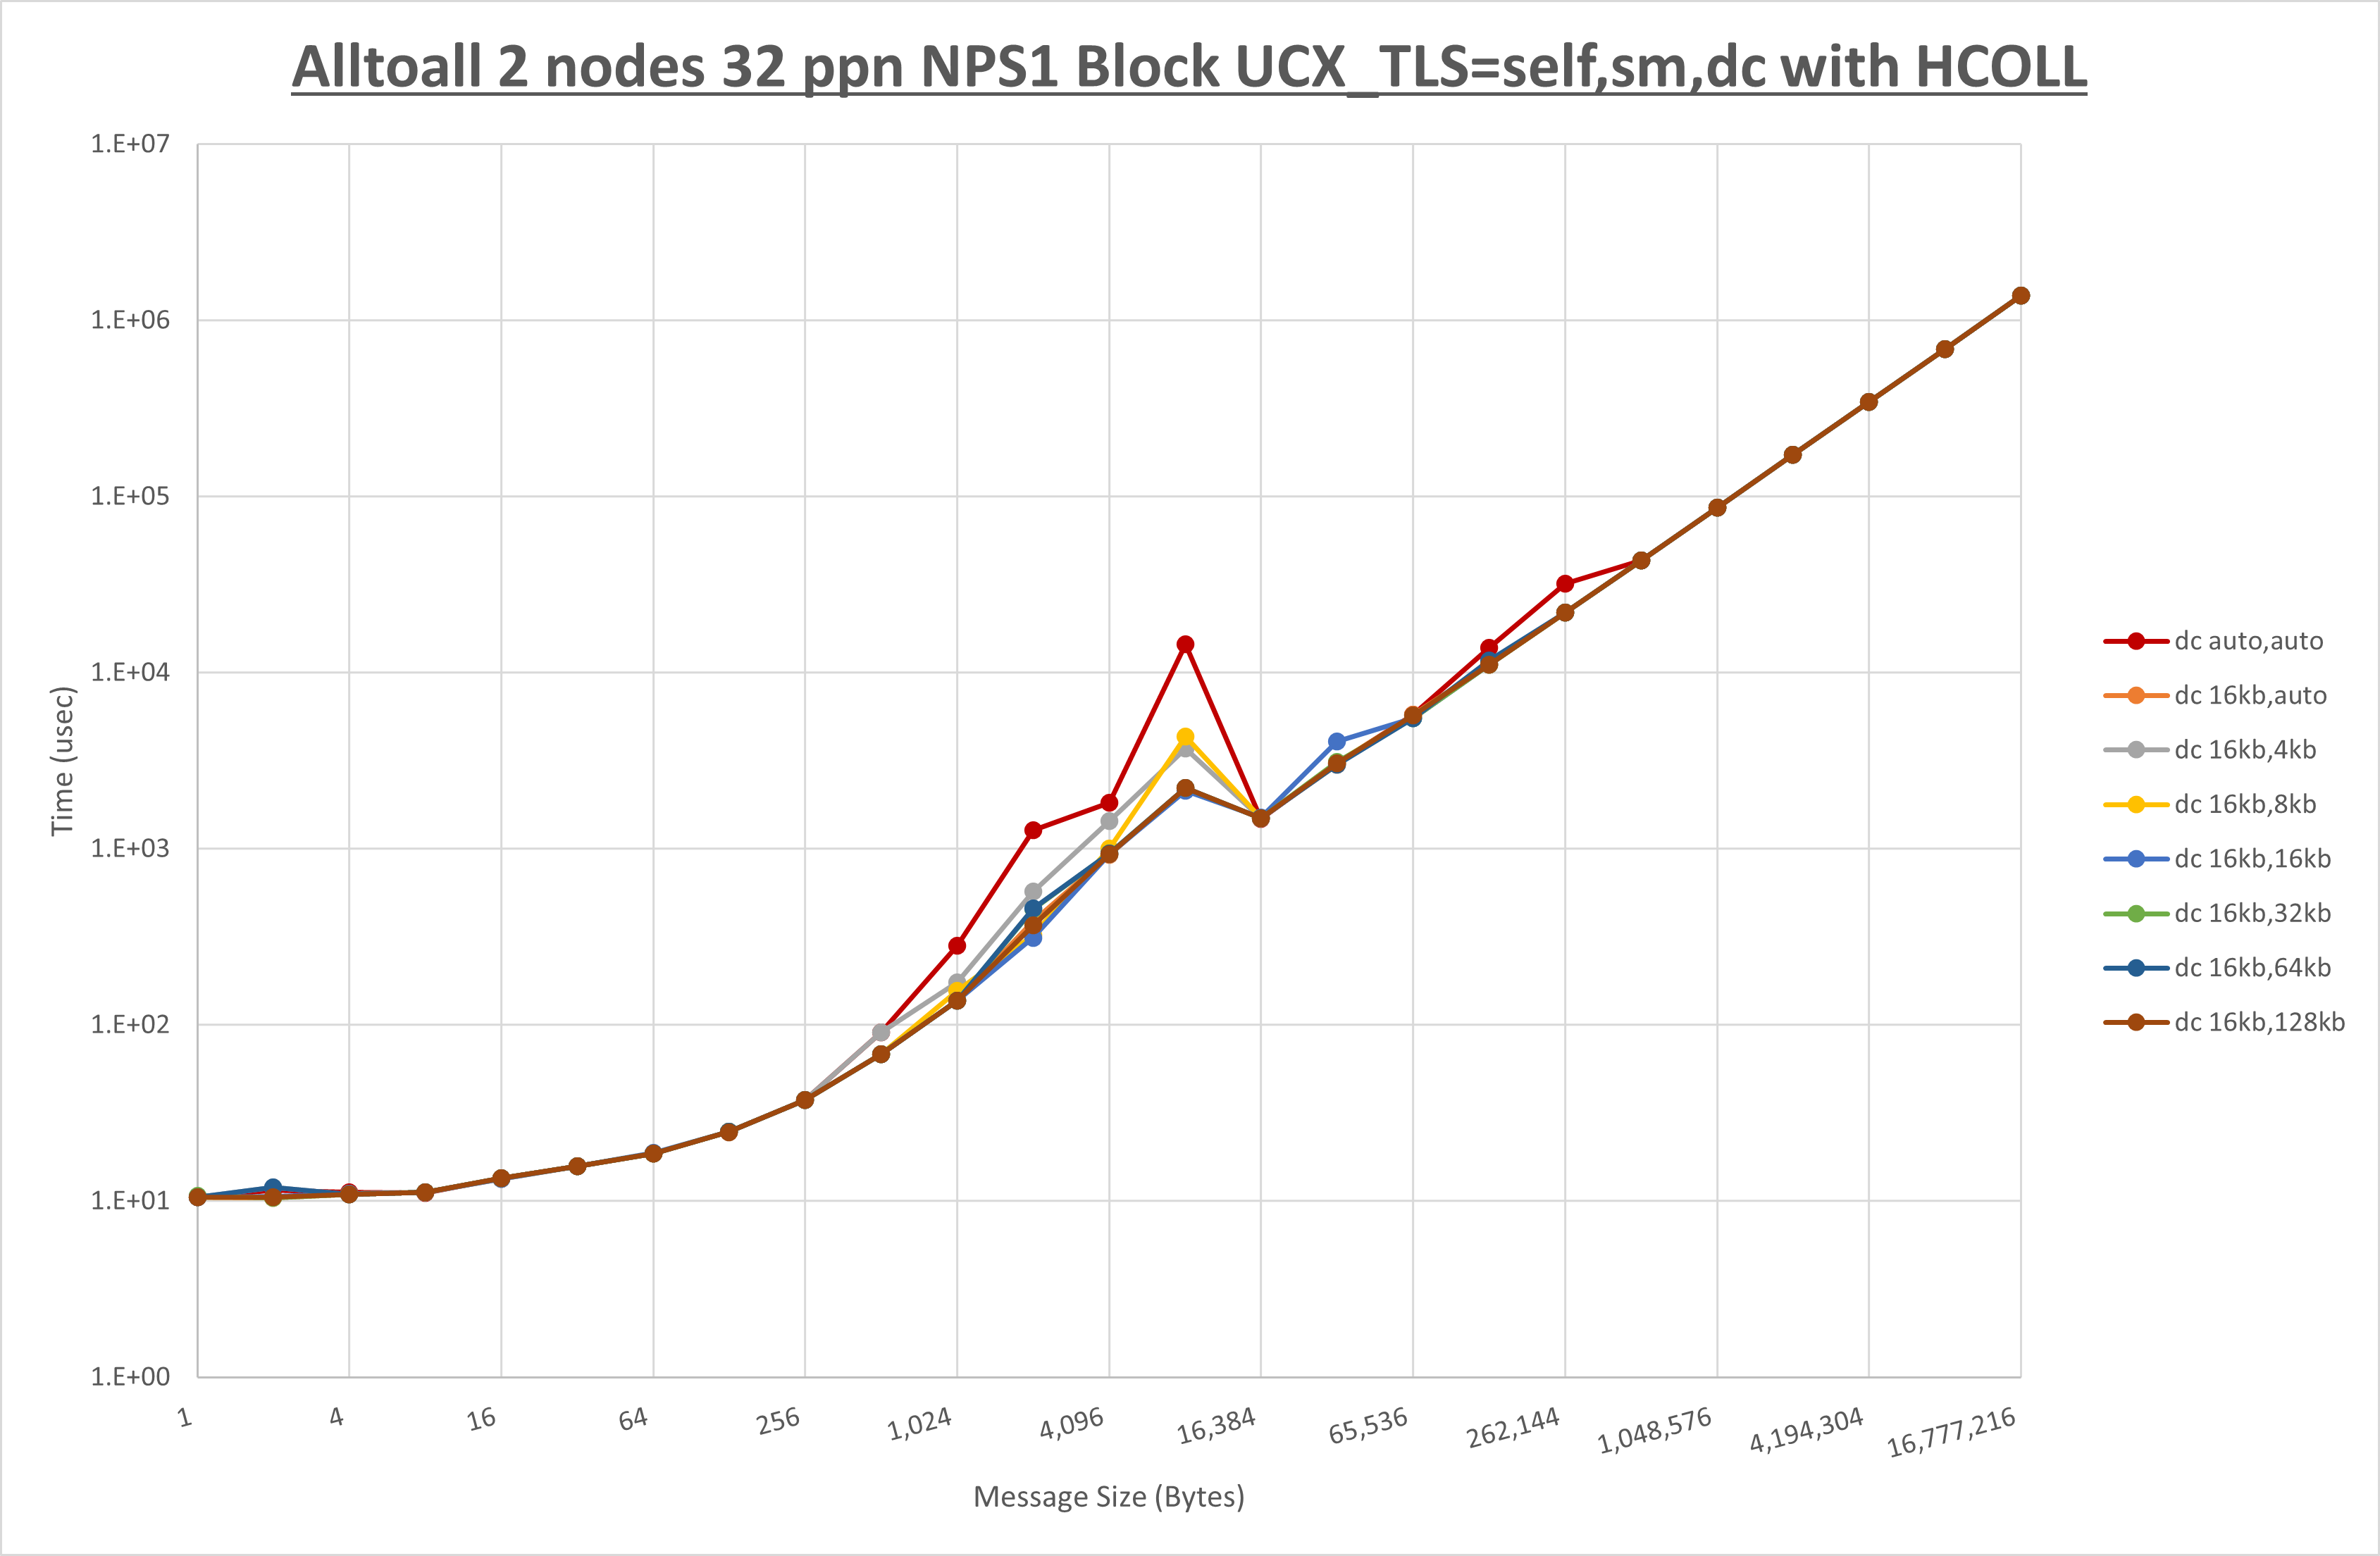 Alltoall 2 nodes 32 ppn NPS1 Block UCX_TLS=self,sm,dc with HCOLL
1.E+07
1.E+06
1.E+05
1.E+04
1.E+03
1.E+02
1.E+01
1.E+00
Time (usec)
1
4
16
64
256
1,024
4,096
16,384
65,536
262,144
1,048,576
4,194,304
16,777,216
Message Size (Bytes)
dc auto,auto
dc 16kb,auto
dc 16kb,4kb
dc 16kb,8kb
dc 16kb,16kb
dc 16kb,32kb
dc 16kb,64kb
dc 16kb,128kb